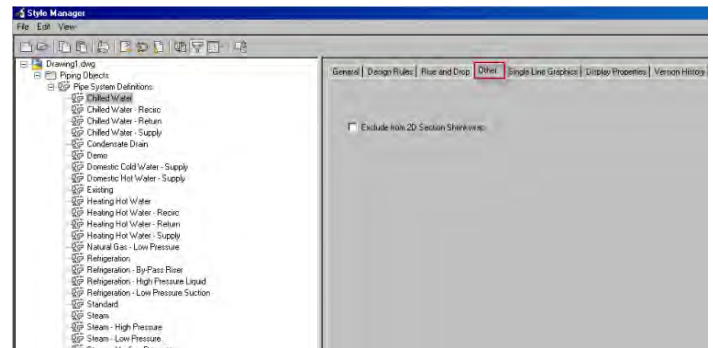 Style Manager
File Edit View
Drawing1.dwg
Piping Objects
Pipe System Definitions
Chilled Water
Chilled Water - Recirc
Chilled Water - Return
Chilled Water - Supply
Condensate Drain
Demo
Domestic Cold Water - Supply
Domestic Hot Water - Supply
Existing
Heating Hot Water
Heating Hot Water - Recirc
Heating Hot Water - Return
Heating Hot Water - Supply
Natural Gas - Low Pressure
Refrigeration
Refrigeration - By-Pass Riser
Refrigeration - High Pressure Liquid
Refrigeration - Low Pressure Suction
Standard
Steam
Steam - High Pressure
Steam - Low Pressure
General Design Rules Rise and Drop Other Single Line Graphics Display Properties Version History
Exclude from 2D Section Shrinkwrap